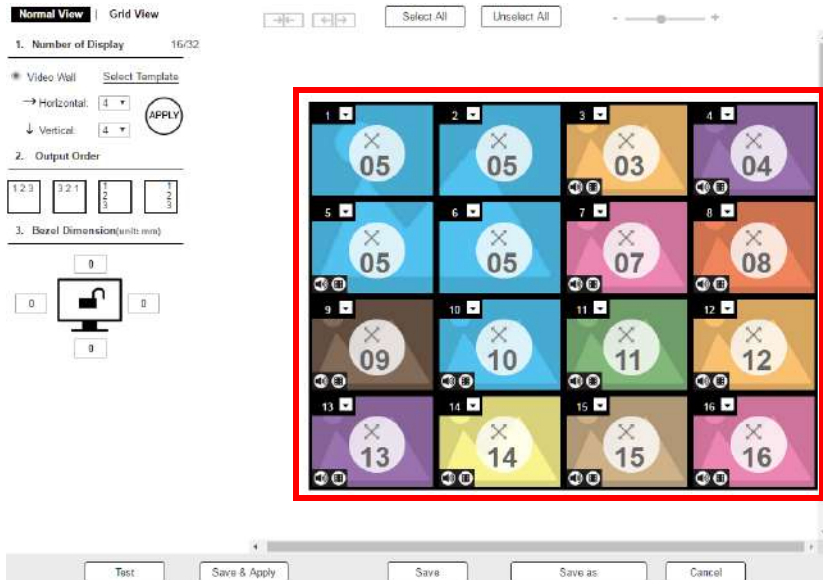 Normal View | Grid View
Select All
Unselect All
- +
1. Number of Display 16/32
Video Wall Select Template
→ Horizontal: 4
APPLY
↓ Vertical: 4
2. Output Order
1 2 3
3 2 1
1
2
3
1
2
3
3. Bezel Dimension(unit: mm)
0
0 0
0
1 2 3 4
05 05 03 04
5 6 7 8
05 05 07 08
9 10 11 12
09 10 11 12
13 14 15 16
13 14 15 16
Test Save & Apply Save Save as Cancel